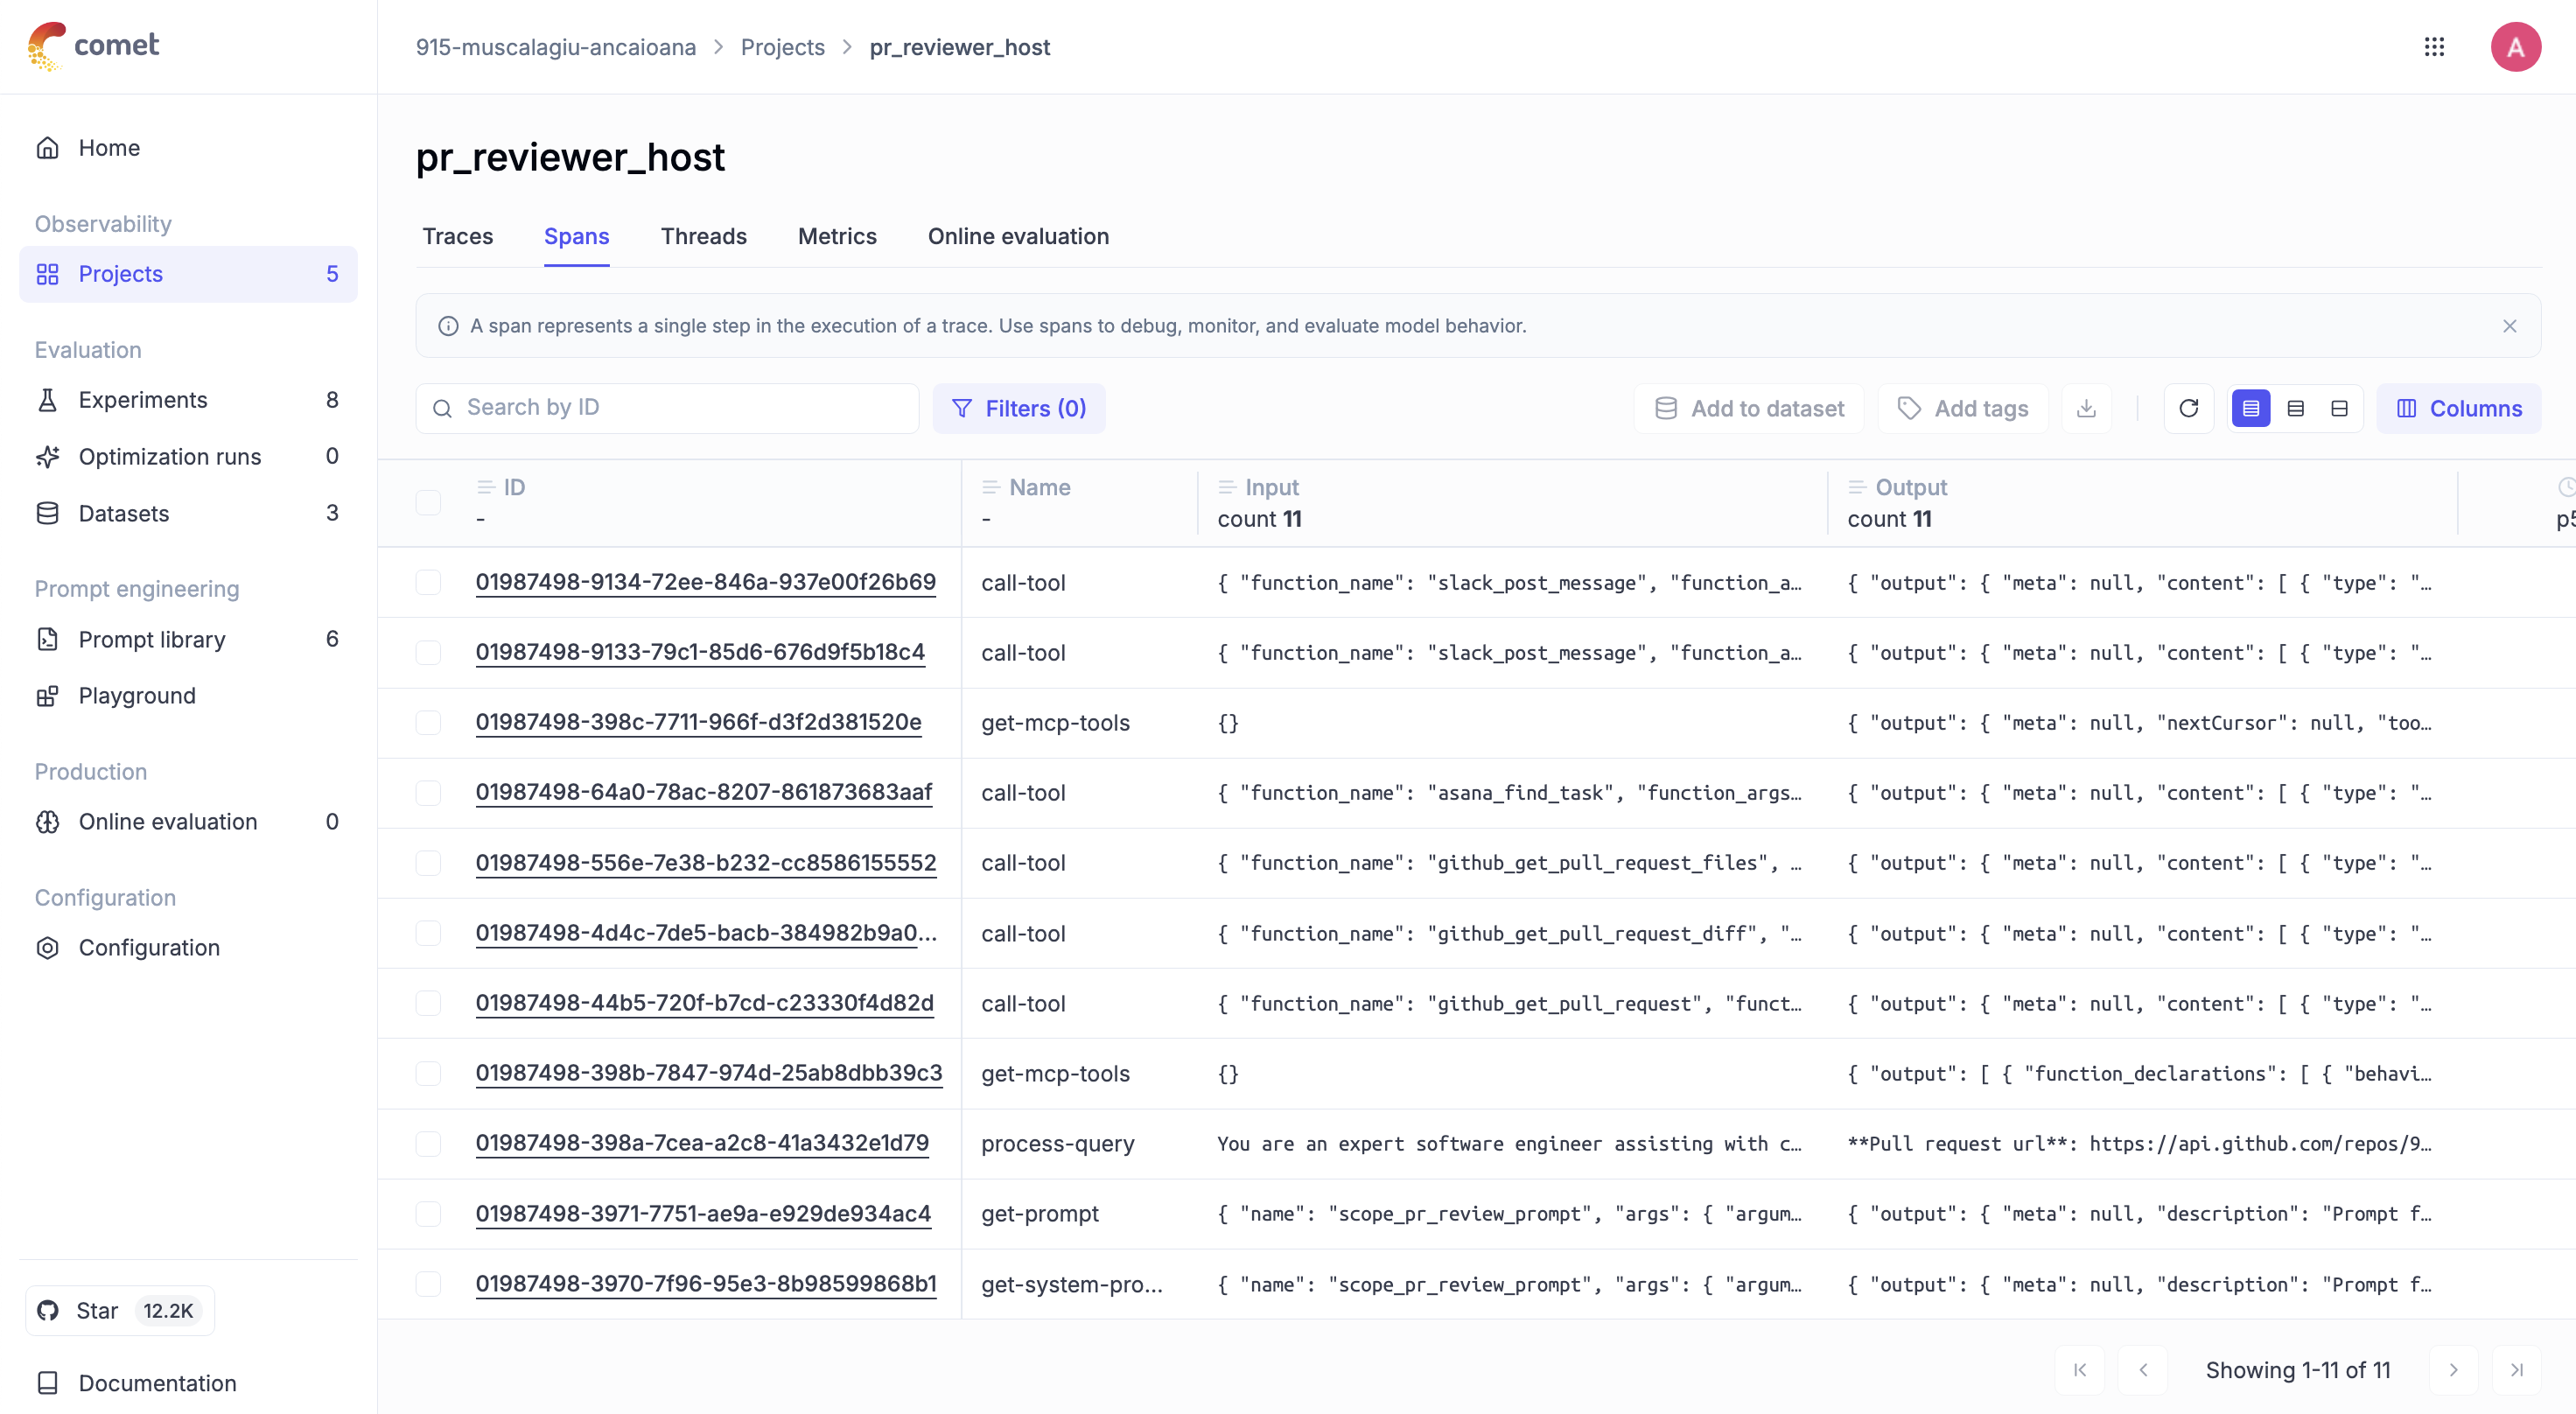 comet
915-muscalagiu-ancaioana > Projects > pr_reviewer_host
A
Home
Observability
Projects 5
Evaluation
Experiments 8
Optimization runs 0
Datasets 3
Prompt engineering
Prompt library 6
Playground
Production
Online evaluation 0
Configuration
Configuration
Star 12.2K
Documentation
pr_reviewer_host
Traces Spans Threads Metrics Online evaluation
A span represents a single step in the execution of a trace. Use spans to debug, monitor, and evaluate model behavior.
Search by ID Filters (0) Add to dataset Add tags Columns
ID Name Input Output
- - count 11 count 11 p5
01987498-9134-72ee-846a-937e00f26b69 call-tool { "function_name": "slack_post_message", "function_a… { "output": { "meta": null, "content": [ { "type": "…
01987498-9133-79c1-85d6-676d9f5b18c4 call-tool { "function_name": "slack_post_message", "function_a… { "output": { "meta": null, "content": [ { "type": "…
01987498-398c-7711-966f-d3f2d381520e get-mcp-tools {} { "output": { "meta": null, "nextCursor": null, "too…
01987498-64a0-78ac-8207-861873683aaf call-tool { "function_name": "asana_find_task", "function_args… { "output": { "meta": null, "content": [ { "type": "…
01987498-556e-7e38-b232-cc8586155552 call-tool { "function_name": "github_get_pull_request_files", … { "output": { "meta": null, "content": [ { "type": "…
01987498-4d4c-7de5-bacb-384982b9a0… call-tool { "function_name": "github_get_pull_request_diff", "… { "output": { "meta": null, "content": [ { "type": "…
01987498-44b5-720f-b7cd-c23330f4d82d call-tool { "function_name": "github_get_pull_request", "funct… { "output": { "meta": null, "content": [ { "type": "…
01987498-398b-7847-974d-25ab8dbb39c3 get-mcp-tools {} { "output": [ { "function_declarations": [ { "behavi…
01987498-398a-7cea-a2c8-41a3432e1d79 process-query You are an expert software engineer assisting with c… **Pull request url**: https://api.github.com/repos/9…
01987498-3971-7751-ae9a-e929de934ac4 get-prompt { "name": "scope_pr_review_prompt", "args": { "argum… { "output": { "meta": null, "description": "Prompt f…
01987498-3970-7f96-95e3-8b98599868b1 get-system-pro… { "name": "scope_pr_review_prompt", "args": { "argum… { "output": { "meta": null, "description": "Prompt f…
Showing 1-11 of 11